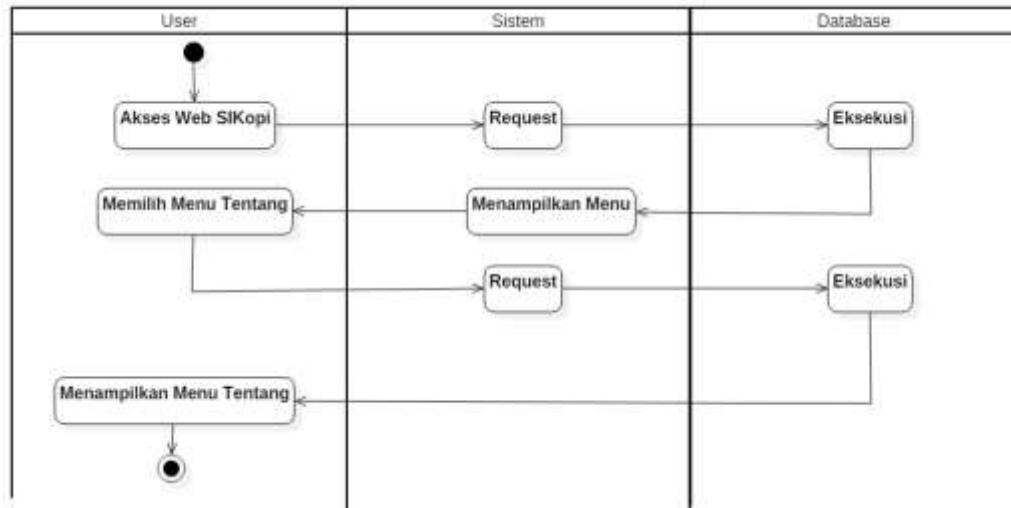 User
Sistem
Database
Akses Web SIKopi
Request
Eksekusi
Memilih Menu Tentang
Menampilkan Menu
Request
Eksekusi
Menampilkan Menu Tentang